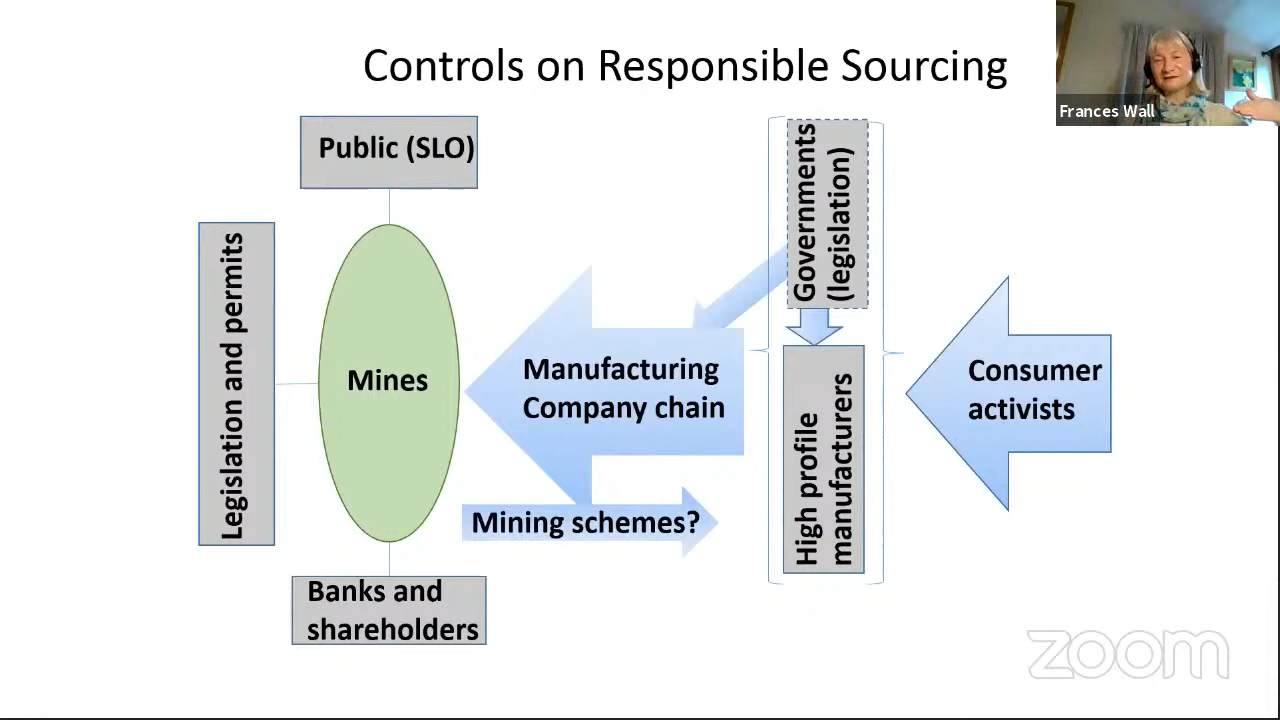 Controls on Responsible Sourcing
Frances Wall
Public (SLO)
Governments
(legislation)
Legislation and permits
Mines
Manufacturing
Company chain
Consumer
activists
High profile
manufacturers
Mining schemes?
Banks and
shareholders
zoom